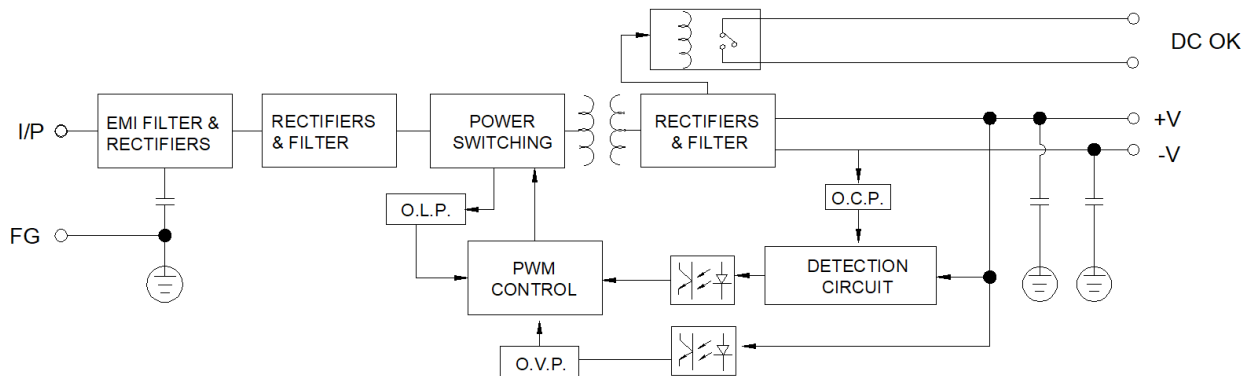 DC OK
I/P
EMI FILTER &
RECTIFIERS
RECTIFIERS
& FILTER
POWER
SWITCHING
RECTIFIERS
& FILTER
+V
-V
O.L.P.
O.C.P.
FG
PWM
CONTROL
DETECTION
CIRCUIT
O.V.P.